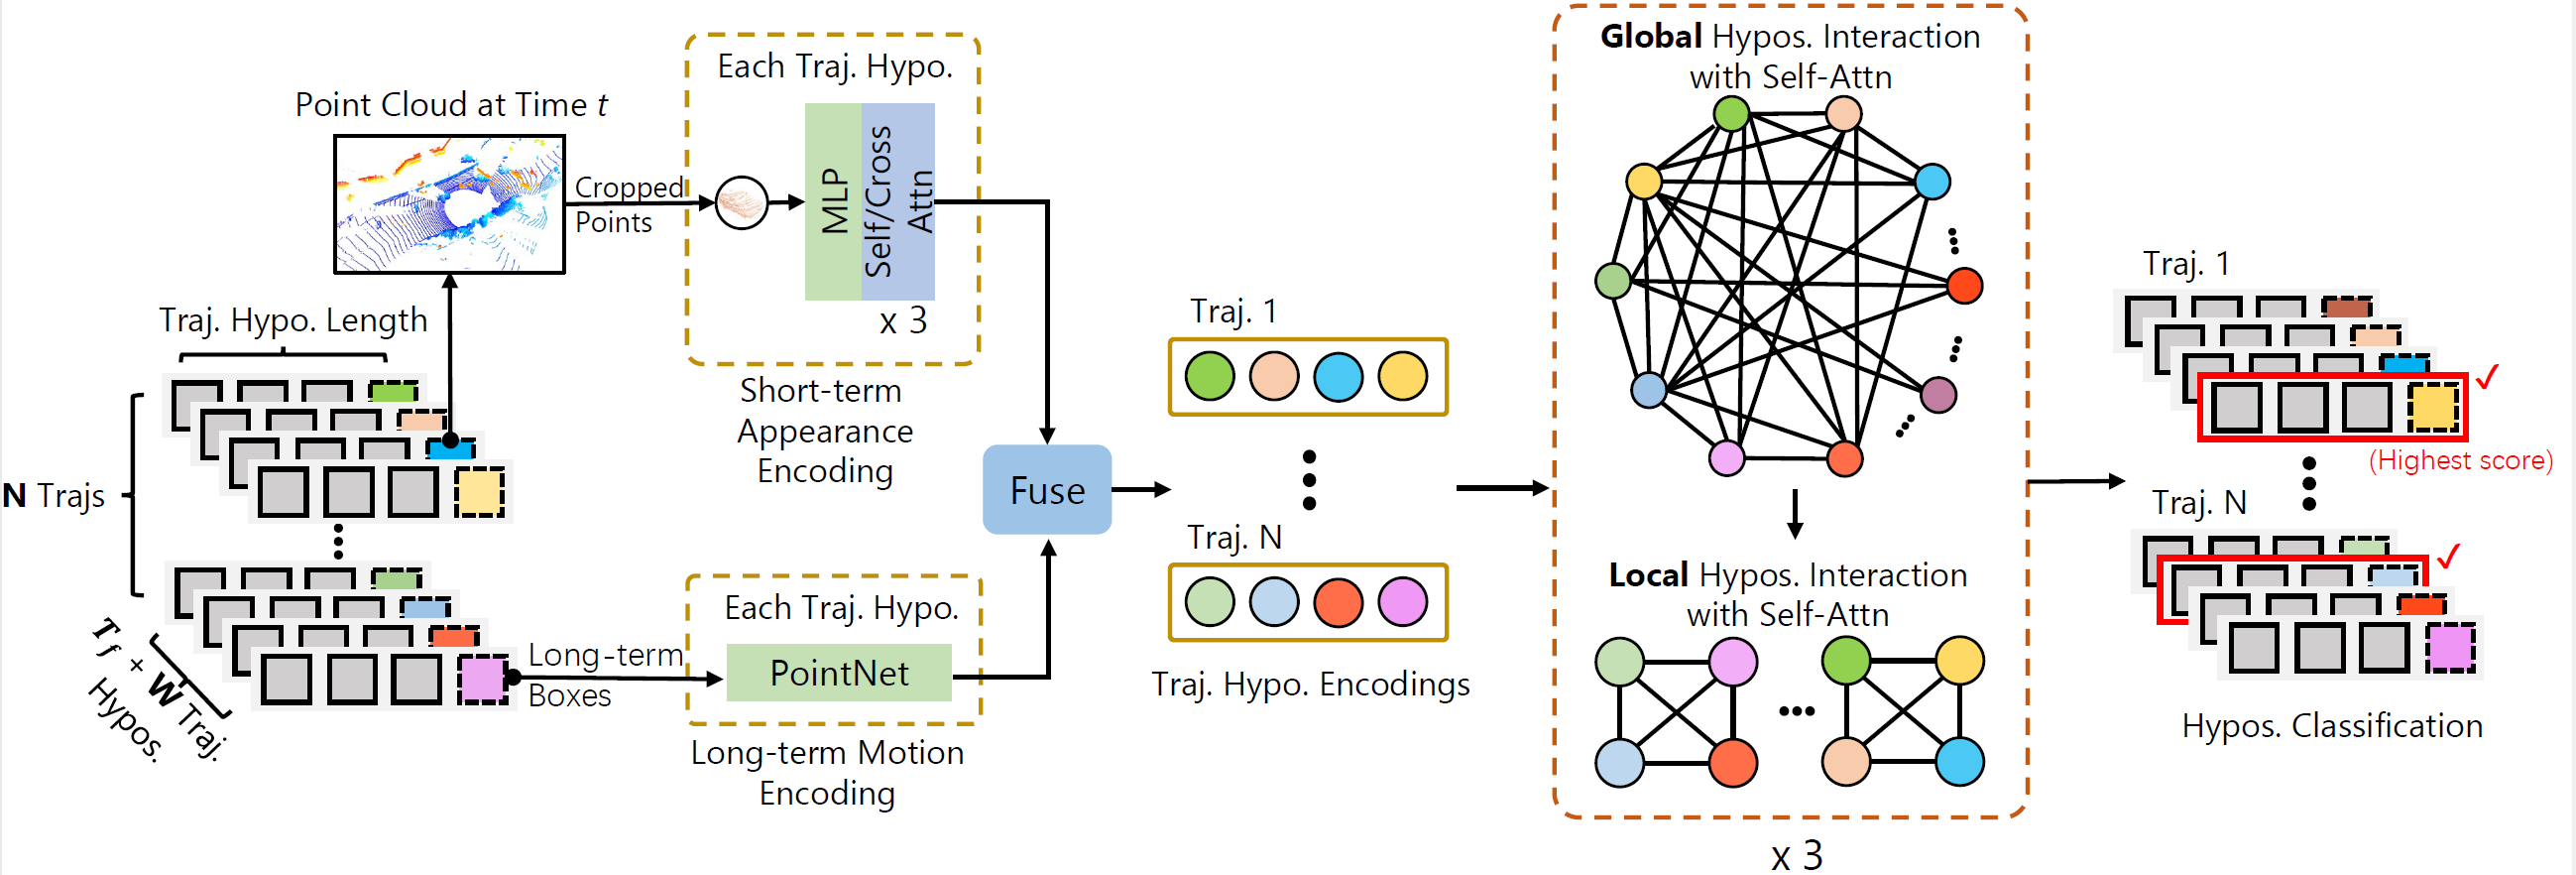 Point Cloud at Time t
Traj. Hypo. Length
N Trajs
T_f + W Traj.
Hypos.
Cropped
Points
Long-term
Boxes
Each Traj. Hypo.
MLP
Self/Cross
Attn
x 3
Short-term
Appearance
Encoding
Each Traj. Hypo.
PointNet
Long-term Motion
Encoding
Fuse
Traj. 1
Traj. N
Traj. Hypo. Encodings
Global Hypos. Interaction
with Self-Attn
Local Hypos. Interaction
with Self-Attn
x 3
Traj. 1
(Highest score)
Traj. N
Hypos. Classification